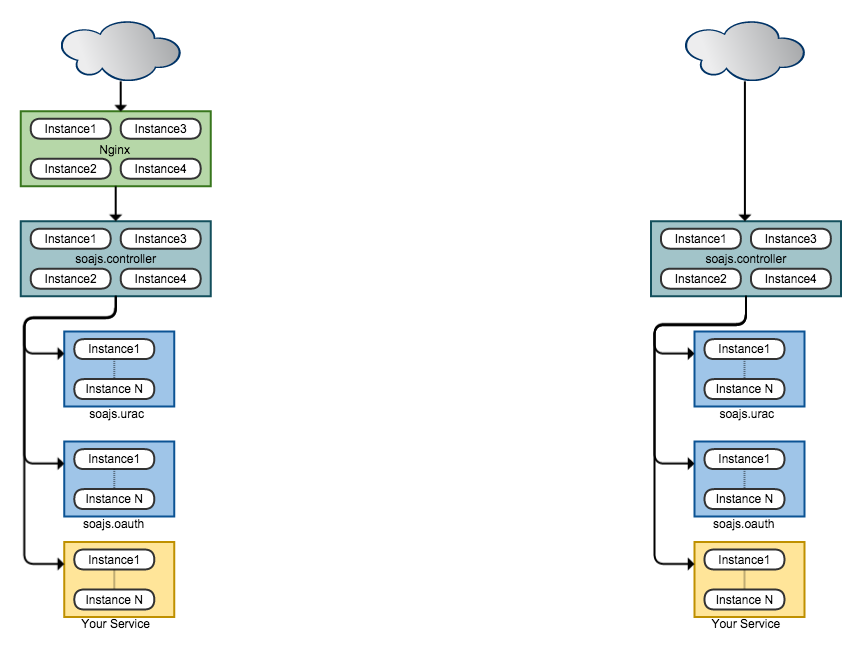 Instance1 Instance3
Nginx
Instance2 Instance4
Instance1 Instance3
soajs.controller
Instance2 Instance4
Instance1
Instance N
soajs.urac
Instance1
Instance N
soajs.oauth
Instance1
Instance N
Your Service
Instance1 Instance3
soajs.controller
Instance2 Instance4
Instance1
Instance N
soajs.urac
Instance1
Instance N
soajs.oauth
Instance1
Instance N
Your Service